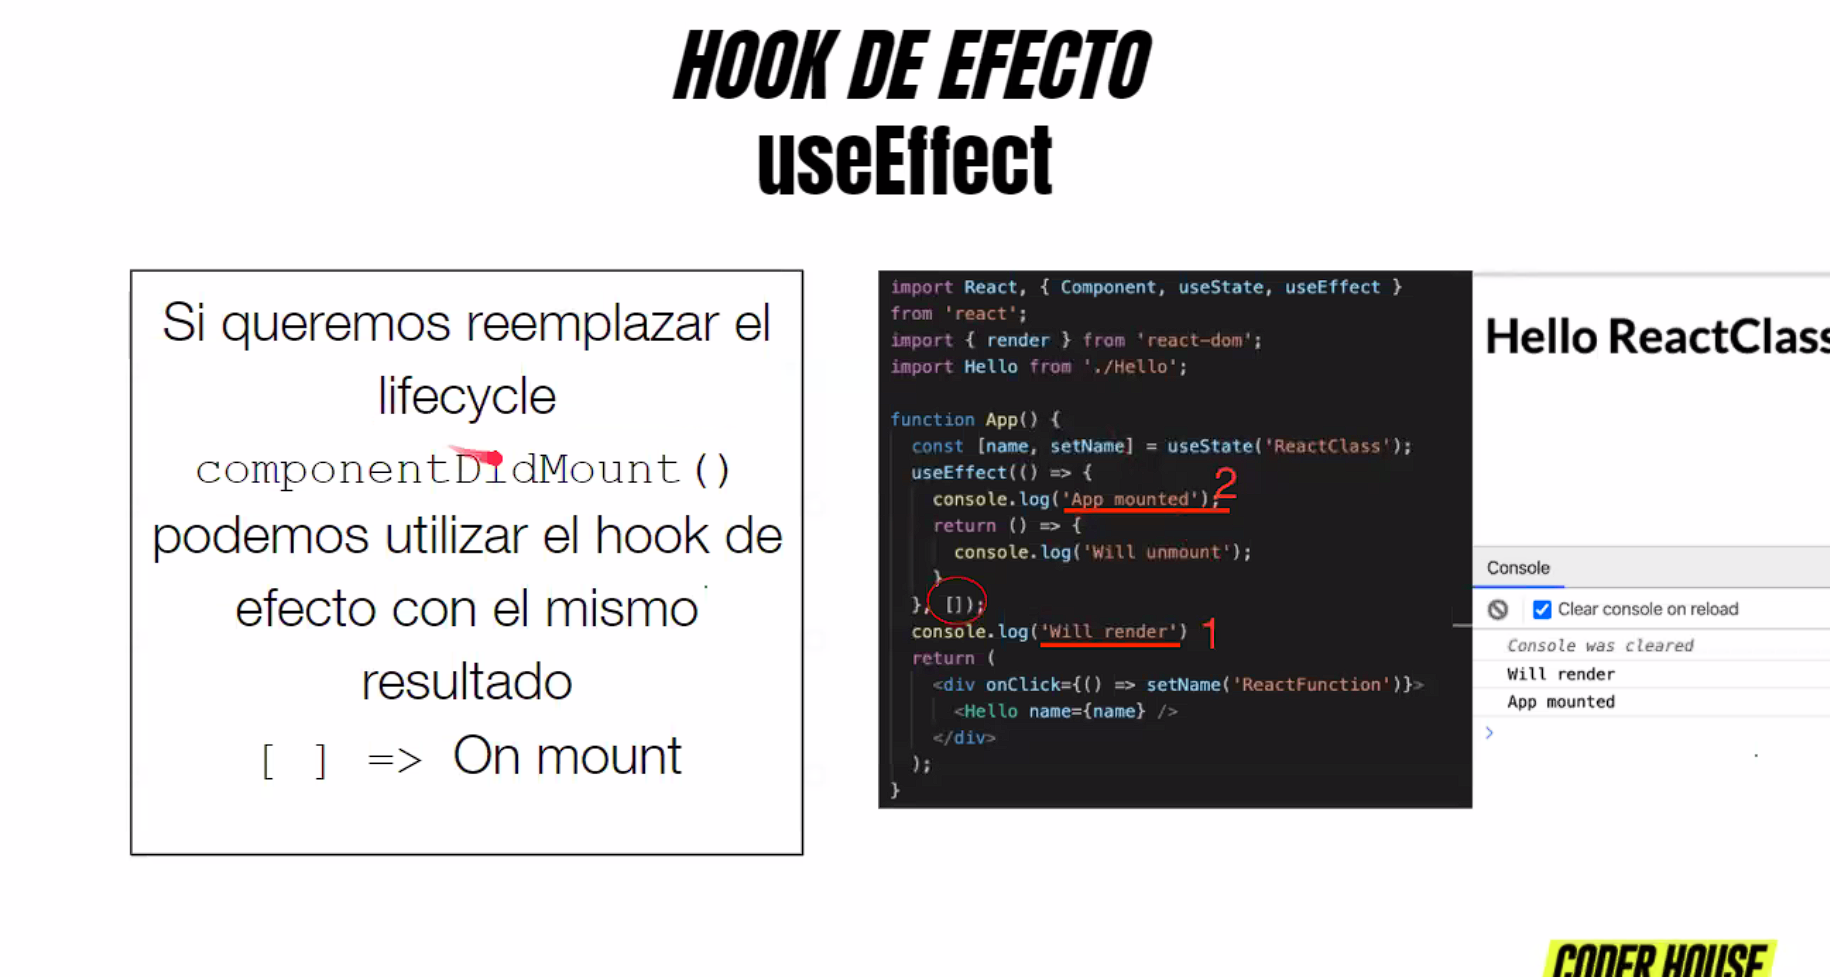 HOOK DE EFECTO
useEffect
Si queremos reemplazar el
lifecycle
componentDidMount()
podemos utilizar el hook de
efecto con el mismo
resultado
[ ] => On mount
import React, { Component, useState, useEffect }
from 'react';
import { render } from 'react-dom';
import Hello from './Hello';
function App() {
const [name, setName] = useState('ReactClass');
useEffect(() => {
console.log('App mounted'); 2
return () => {
console.log('Will unmount');
}
}, []);
console.log('Will render') 1
return (
<div onClick={() => setName('ReactFunction')}>
<Hello name={name} />
</div>
);
}
Hello ReactClass
Console
Clear console on reload
Console was cleared
Will render
App mounted
>
CODER HOUSE